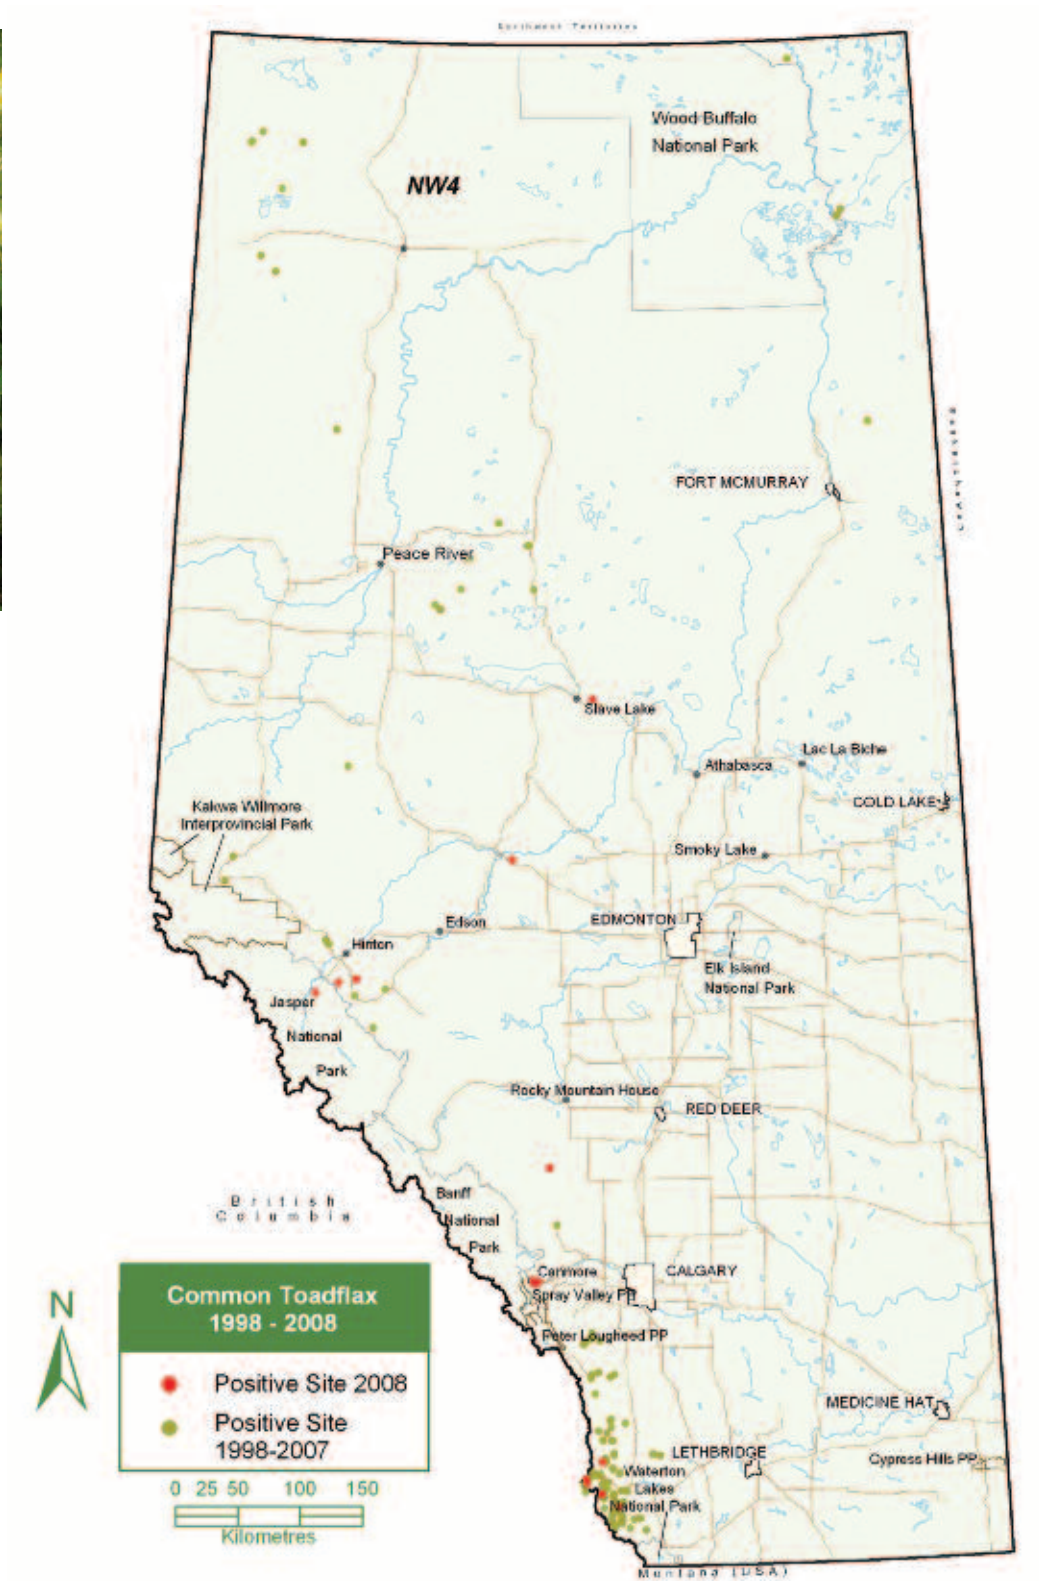 Northwest Territories
Wood Buffalo
National Park
NW4
FORT MCMURRAY
Peace River
Slave Lake
Lac La Biche
Athabasca
COLD LAKE
Kakwa Willmore
Interprovincial Park
Smoky Lake
EDMONTON
Edson
Hinton
Elk Island
National Park
Jasper
National
Park
Rocky Mountain House
RED DEER
British
Columbia
Banff
National
Park
Canmore
CALGARY
Spray Valley PP
Peter Lougheed PP
N
Common Toadflax
1998 - 2008
Positive Site 2008
Positive Site
1998-2007
0 25 50 100 150
Kilometres
MEDICINE HAT
LETHBRIDGE
Cypress Hills PP
Waterton
Lakes
National Park
Montana (USA)